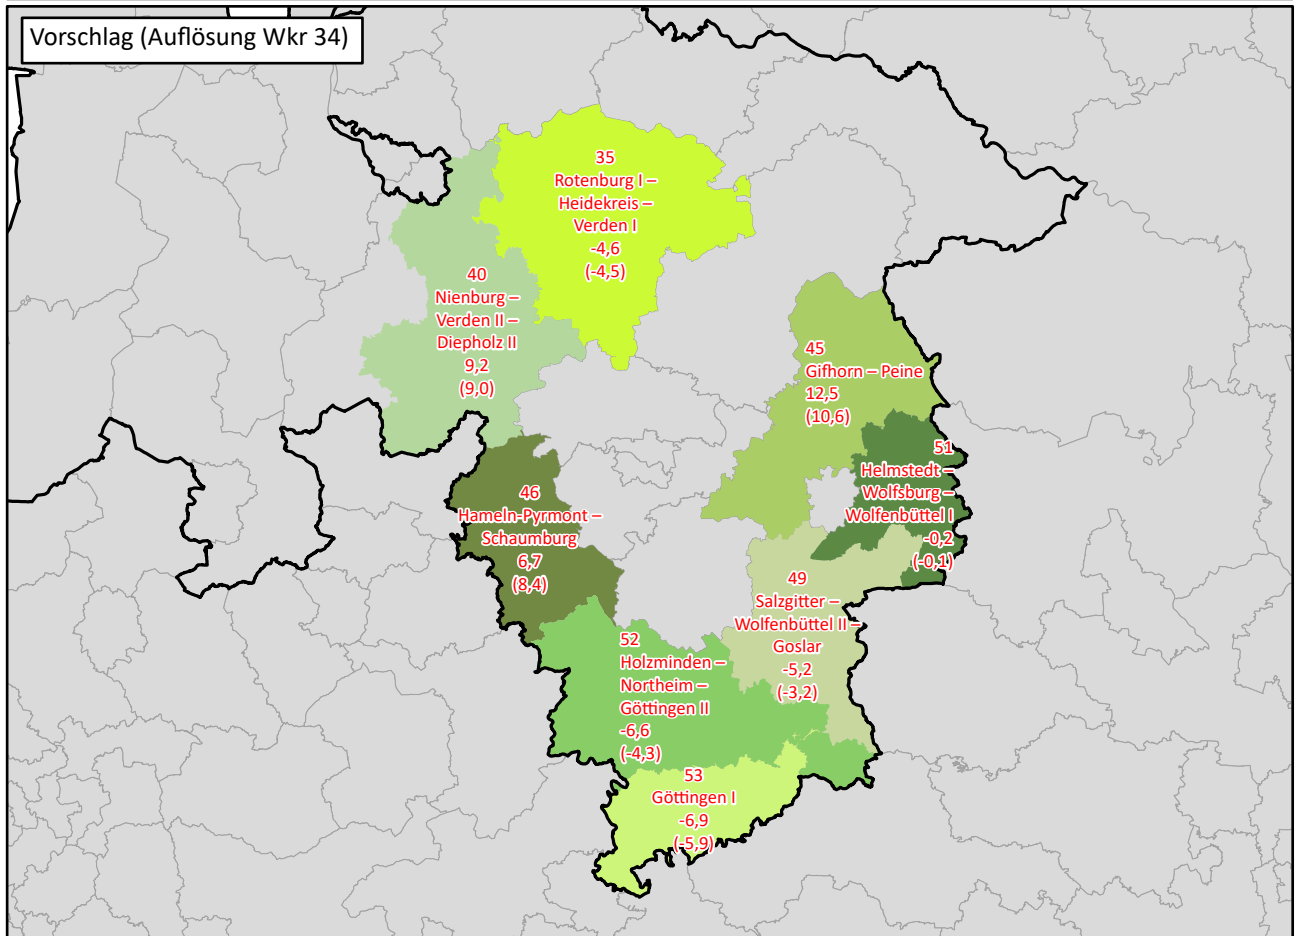 Vorschlag (Auflösung Wkr 34)
35
Rotenburg I –
Heidekreis –
Verden I
-4,6
(-4,5)
40
Nienburg –
Verden II –
Diepholz II
9,2
(9,0)
45
Gifhorn – Peine
12,5
(10,6)
51
Helmstedt –
Wolfsburg –
Wolfenbüttel I
-0,2
(-0,1)
46
Hameln-Pyrmont –
Schaumburg
6,7
(8,4)
49
Salzgitter –
Wolfenbüttel II –
Goslar
-5,2
(-3,2)
52
Holzminden –
Northeim –
Göttingen II
-6,6
(-4,3)
53
Göttingen I
-6,9
(-5,9)